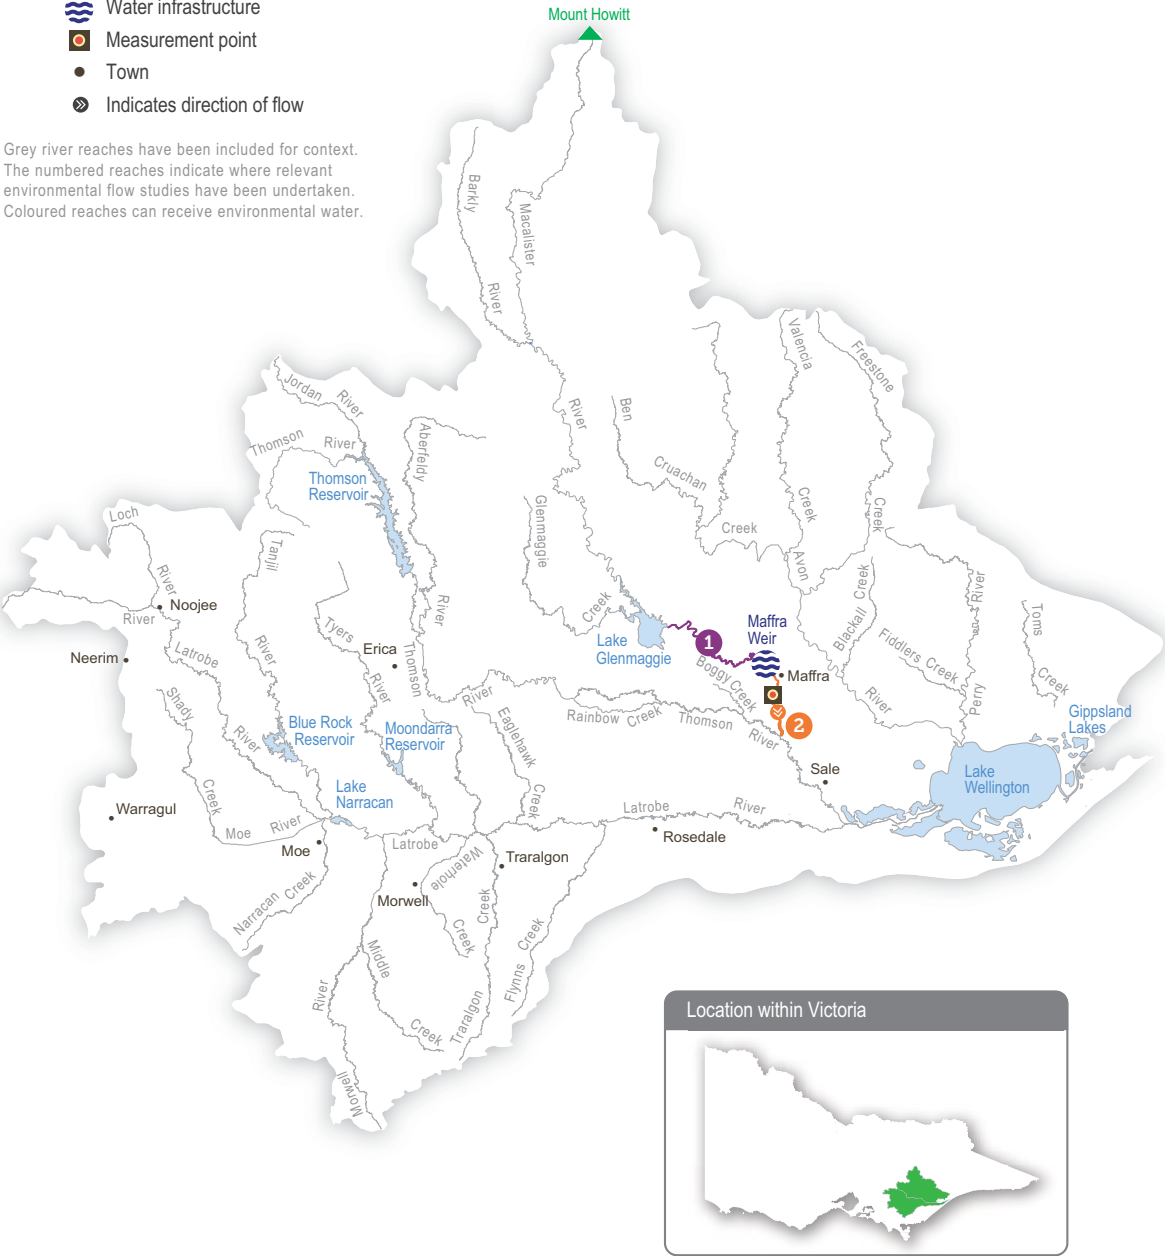 Water infrastructure
Measurement point
Town
Indicates direction of flow
Grey river reaches have been included for context.
The numbered reaches indicate where relevant
environmental flow studies have been undertaken.
Coloured reaches can receive environmental water.
Mount Howitt
Barkly
River
Macalister
River
Valencia
Creek
Freestone
Creek
Jordan
River
Thomson
River
Aberfeldy
River
Ben
Cruachan
Creek
Thomson
Reservoir
Glenmaggie
Creek
Loch
River
Tanjil
River
Avon
River
Blackall
Creek
Fiddlers Creek
Perry
River
Toms
Creek
Noojee
River
Latrobe
River
Neerim
Tyers
River
Erica
Thomson
River
Lake
Glenmaggie
1
Maffra
Weir
Maffra
Boggy Creek
2
Rainbow Creek
Thomson
River
Eaglehawk
Creek
Shady
Creek
Blue Rock
Reservoir
Moondarra
Reservoir
Gippsland
Lakes
Lake
Wellington
Sale
Lake
Narracan
Warragul
Moe River
Moe
Latrobe
Latrobe
River
Rosedale
Waterhole
Creek
Traralgon
Morwell
Narracan Creek
Traralgon
Creek
Flynns Creek
Middle
Creek
River
Morwell
Location within Victoria